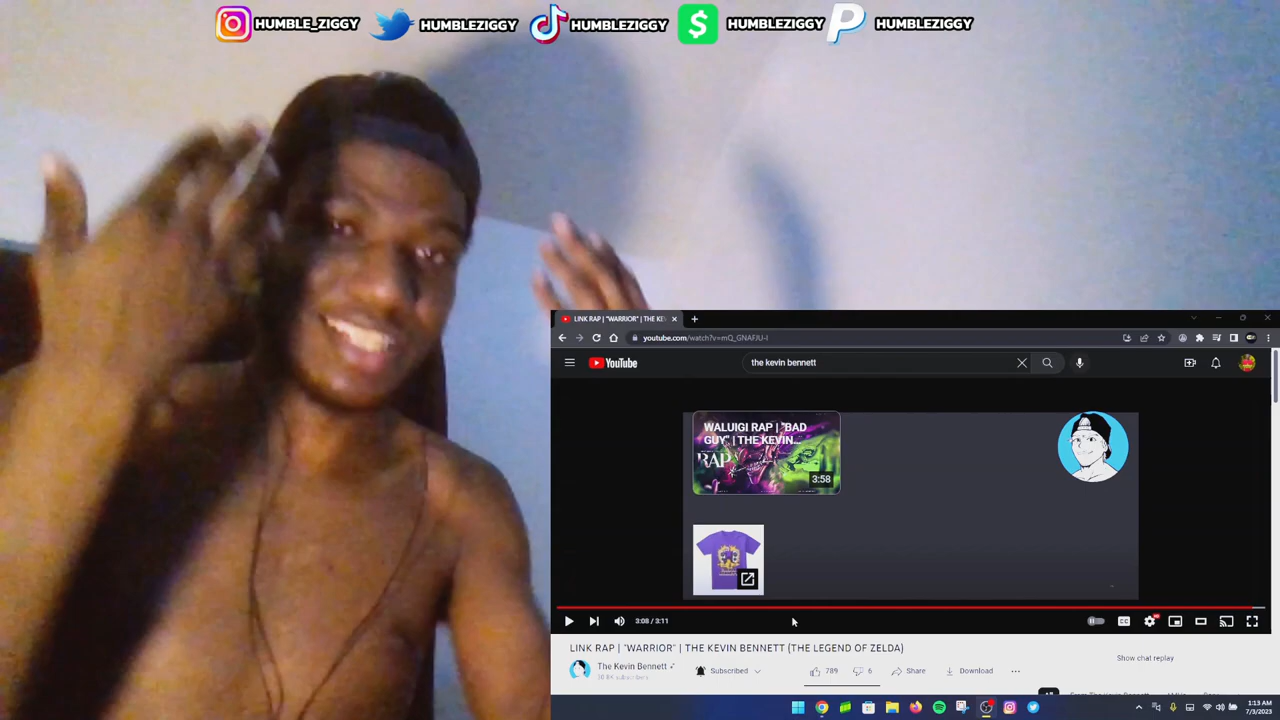 HUMBLE_ZIGGY HUMBLEZIGGY HUMBLEZIGGY HUMBLEZIGGY HUMBLEZIGGY
LINK RAP | "WARRIOR" | THE KE
youtube.com/watch?v=mQ_GNAFJU-I
YouTube
the kevin bennett
WALUIGI RAP | "BAD
GUY" | THE KEVIN...
RAP
3:58
3:08 / 3:11
CC
LINK RAP | "WARRIOR" | THE KEVIN BENNETT (THE LEGEND OF ZELDA)
Show chat replay
The Kevin Bennett
Subscribed
789
6
Share
Download
1:13 AM
7/3/2023